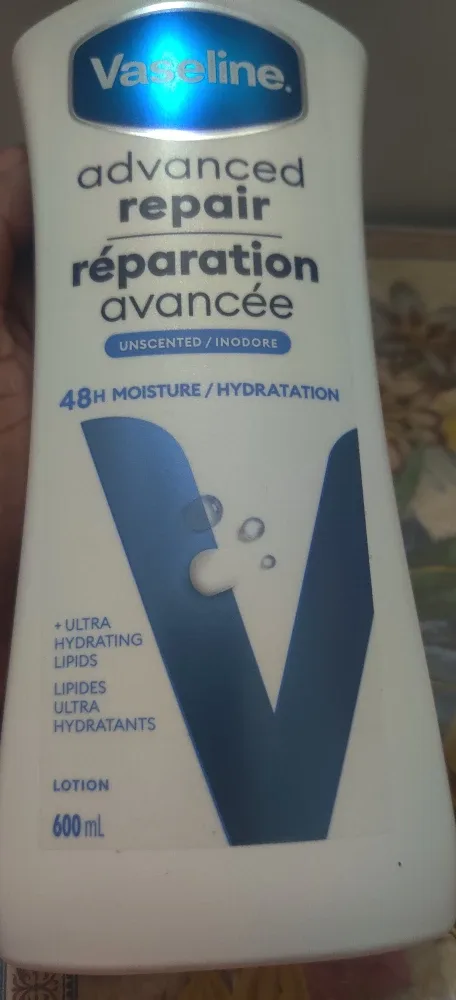 Vaseline.
advanced
repair
réparation
avancée
UNSCENTED / INODORE
48H MOISTURE / HYDRATATION
+ ULTRA
HYDRATING
LIPIDS
LIPIDES
ULTRA
HYDRATANTS
LOTION
600 mL